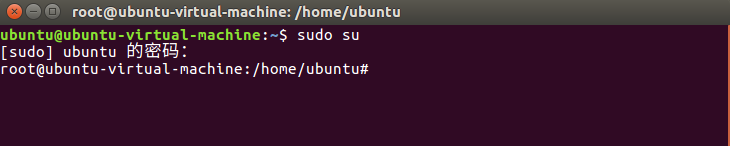 root@ubuntu-virtual-machine: /home/ubuntu
ubuntu@ubuntu-virtual-machine:~$ sudo su
[sudo] ubuntu 的密码：
root@ubuntu-virtual-machine:/home/ubuntu#